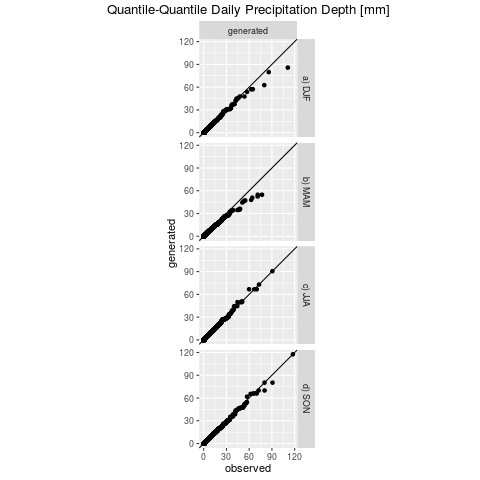 Quantile-Quantile Daily Precipitation Depth [mm]
generated
120
90
60
30
0
a) DJF
120
90
60
30
0
b) MAM
generated
120
90
60
30
0
c) JJA
120
90
60
30
0
d) SON
0 30 60 90 120
observed